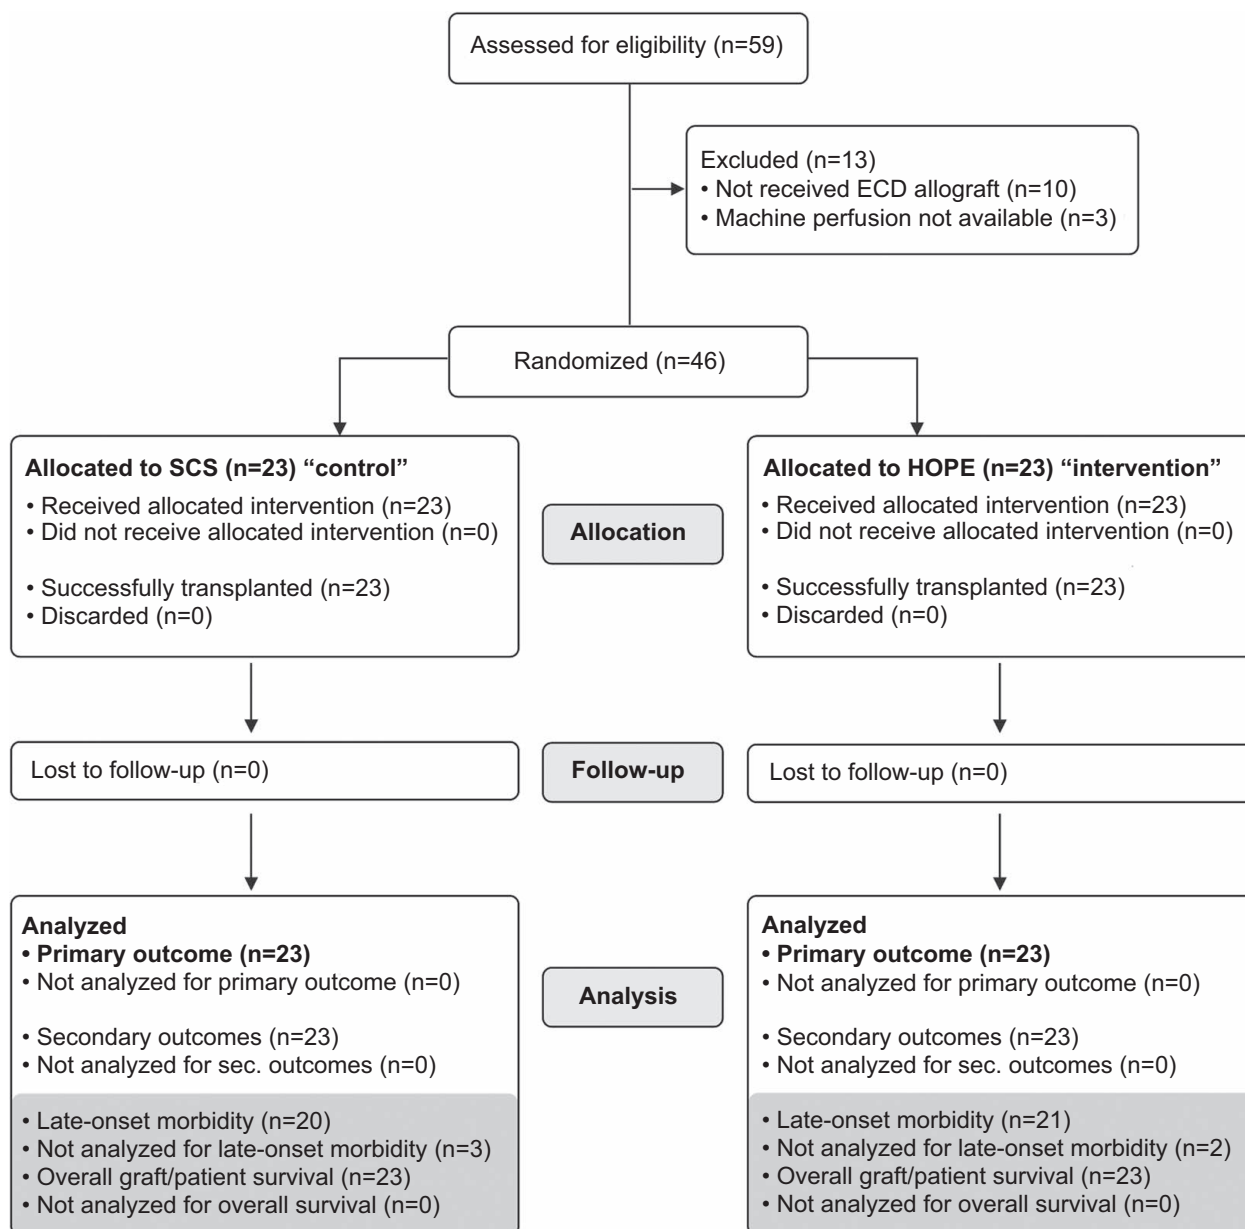 Assessed for eligibility (n=59)
Excluded (n=13)
• Not received ECD allograft (n=10)
• Machine perfusion not available (n=3)
Randomized (n=46)
Allocated to SCS (n=23) “control”
• Received allocated intervention (n=23)
• Did not receive allocated intervention (n=0)
• Successfully transplanted (n=23)
• Discarded (n=0)
Allocation
Allocated to HOPE (n=23) “intervention”
• Received allocated intervention (n=23)
• Did not receive allocated intervention (n=0)
• Successfully transplanted (n=23)
• Discarded (n=0)
Lost to follow-up (n=0)
Follow-up
Lost to follow-up (n=0)
Analyzed
• Primary outcome (n=23)
• Not analyzed for primary outcome (n=0)
• Secondary outcomes (n=23)
• Not analyzed for sec. outcomes (n=0)
• Late-onset morbidity (n=20)
• Not analyzed for late-onset morbidity (n=3)
• Overall graft/patient survival (n=23)
• Not analyzed for overall survival (n=0)
Analysis
Analyzed
• Primary outcome (n=23)
• Not analyzed for primary outcome (n=0)
• Secondary outcomes (n=23)
• Not analyzed for sec. outcomes (n=0)
• Late-onset morbidity (n=21)
• Not analyzed for late-onset morbidity (n=2)
• Overall graft/patient survival (n=23)
• Not analyzed for overall survival (n=0)